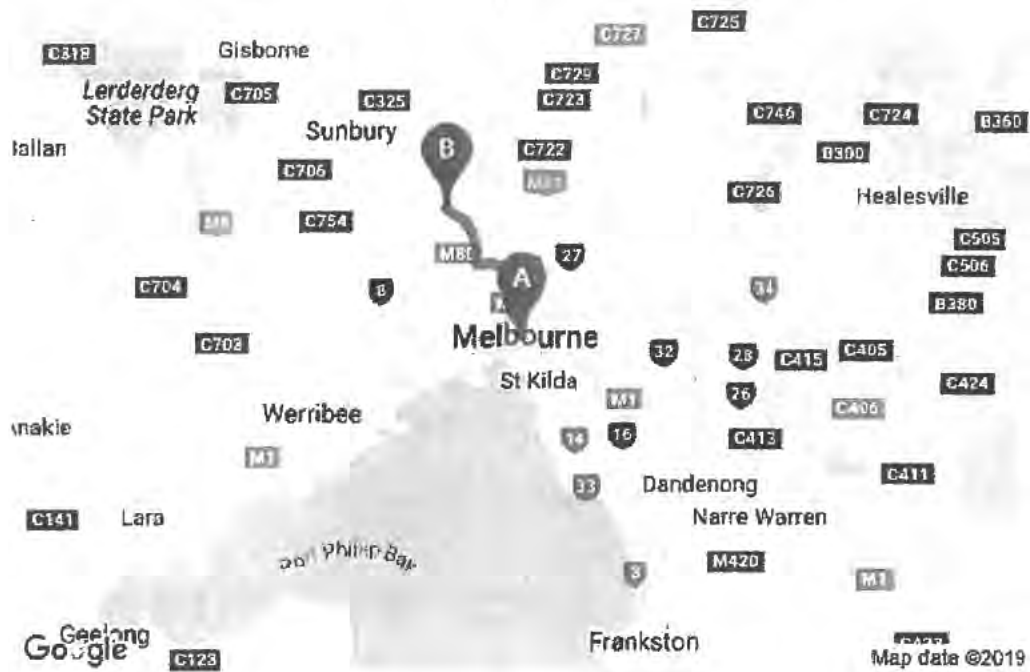 C725
C727
C318
Gisborne
C729
Lerderderg
State Park
C705
C325
C723
C746
C724
B360
Sunbury
B
Ballan
C722
B300
C706
M31
C726
Healesville
M8
C754
C505
M80
27
C506
A
C704
8
34
B380
Melbourne
C702
32
28
C415
C405
St Kilda
26
C424
M1
Werribee
C406
Anakie
14
16
C413
M1
C411
33
Dandenong
C141
Lara
Narre Warren
Port Phillip Bay
M420
3
M1
Geelong
Google
Frankston
C123
Map data ©2019